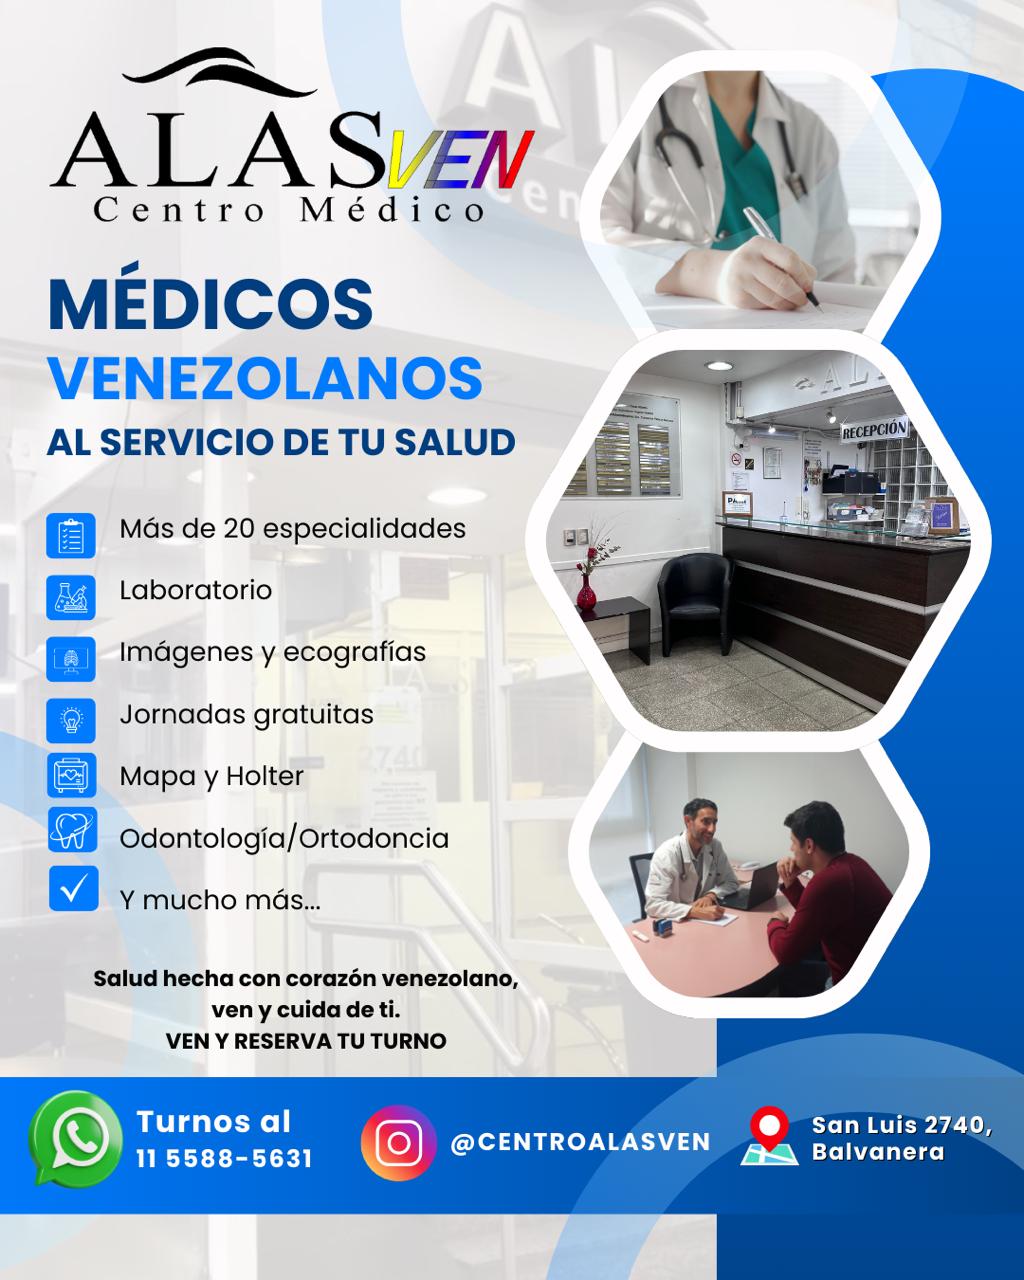 ALASVEN
Centro Médico
MÉDICOS
VENEZOLANOS
AL SERVICIO DE TU SALUD
Más de 20 especialidades
Laboratorio
Imágenes y ecografías
Jornadas gratuitas
Mapa y Holter
Odontología/Ortodoncia
Y mucho más...
Salud hecha con corazón venezolano,
ven y cuida de ti.
VEN Y RESERVA TU TURNO
RECEPCIÓN
2740
Turnos al
11 5588-5631
@CENTROALASVEN
San Luis 2740,
Balvanera